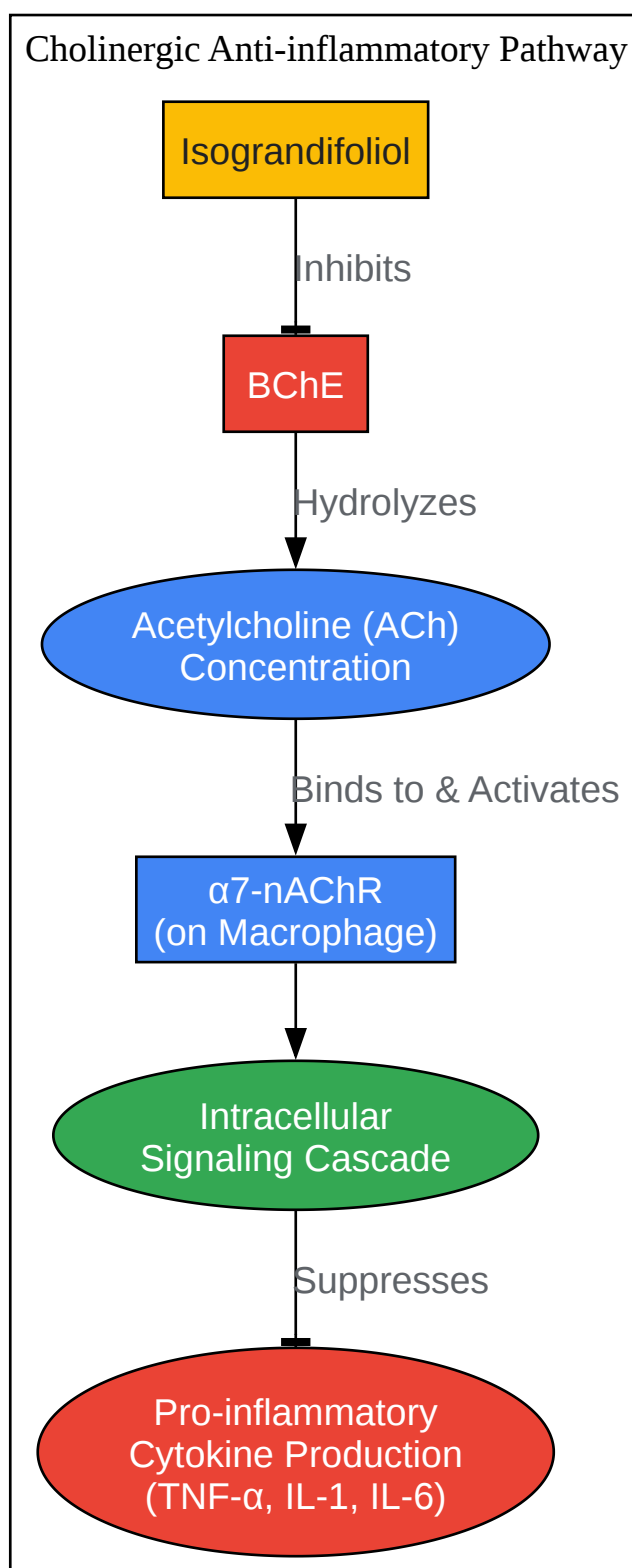 Cholinergic Anti-inflammatory Pathway
Isograndifoliol
Inhibits
BChE
Hydrolyzes
Acetylcholine (ACh)
Concentration
Binds to & Activates
α7-nAChR
(on Macrophage)
Intracellular
Signaling Cascade
Suppresses
Pro-inflammatory
Cytokine Production
(TNF-α, IL-1, IL-6)